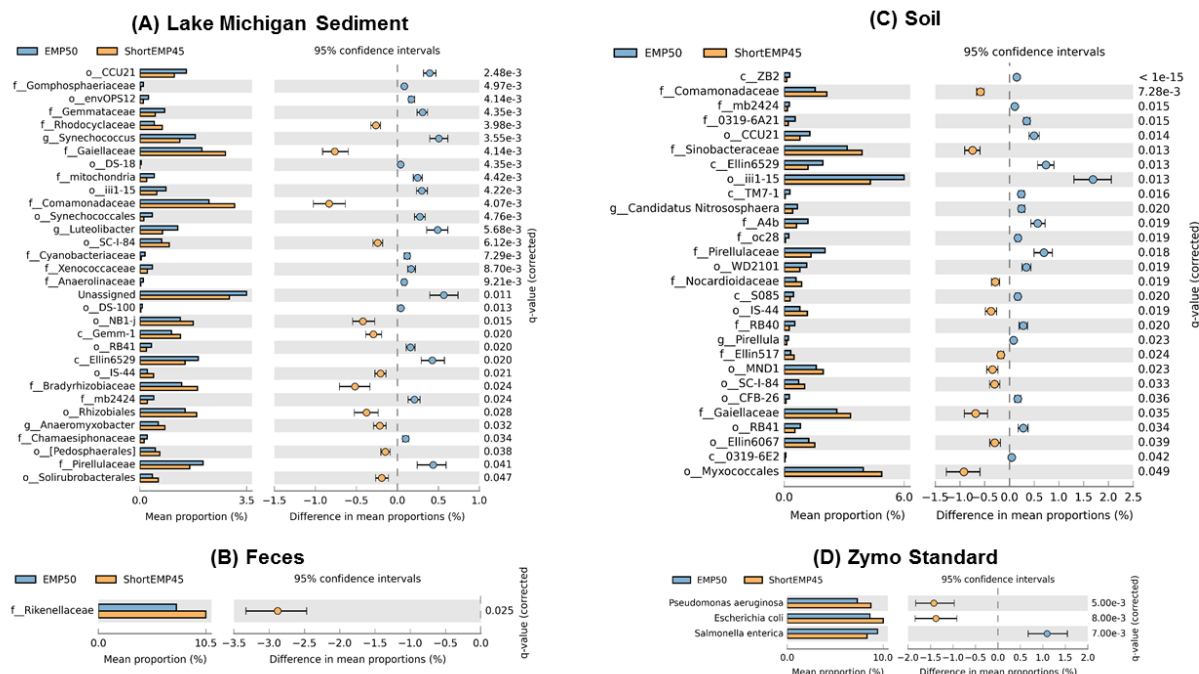 (A) Lake Michigan Sediment
EMP50 ShortEMP45 95% confidence intervals
o__CCU21 2.48e-3
f__Gomphosphaeriaceae 4.97e-3
o__envOPS12 4.14e-3
f__Gemmataceae 4.35e-3
f__Rhodocyclaceae 3.98e-3
g__Synechococcus 3.55e-3
f__Gaiellaceae 4.14e-3
o__DS-18 4.35e-3
f__mitochondria 4.42e-3
o__iii1-15 4.22e-3
f__Comamonadaceae 4.07e-3
o__Synechococcales 4.76e-3
g__Luteolibacter 5.68e-3
o__SC-I-84 6.12e-3
f__Cyanobacteriaceae 7.29e-3
f__Xenococcaceae 8.70e-3
f__Anaerolinaceae 9.21e-3
Unassigned 0.011
o__DS-100 0.013
o__NB1-j 0.015
c__Gemm-1 0.020
o__RB41 0.020
c__Ellin6529 0.020
o__IS-44 0.021
f__Bradyrhizobiaceae 0.024
f__mb2424 0.024
o__Rhizobiales 0.028
g__Anaeromyxobacter 0.032
f__Chamaesiphonaceae 0.034
o__[Pedosphaerales] 0.038
f__Pirellulaceae 0.041
o__Solirubrobacterales 0.047
q-value (corrected)
0.0 3.5 −1.5 −1.0 −0.5 0.0 0.5 1.0
Mean proportion (%) Difference in mean proportions (%)
(B) Feces
EMP50 ShortEMP45 95% confidence intervals
f_Rikenellaceae 0.025
q-value (corrected)
0.0 10.5 −3.5 −3.0 −2.5 −2.0 −1.5 −1.0 −0.5 0.0
Mean proportion (%) Difference in mean proportions (%)
(C) Soil
EMP50 ShortEMP45 95% confidence intervals
c__ZB2 < 1e-15
f__Comamonadaceae 7.28e-3
f__mb2424 0.015
f__0319-6A21 0.015
o__CCU21 0.014
f__Sinobacteraceae 0.013
c__Ellin6529 0.013
o__iii1-15 0.013
c__TM7-1 0.016
g__Candidatus Nitrososphaera 0.020
f__A4b 0.019
f__oc28 0.019
f__Pirellulaceae 0.018
o__WD2101 0.019
f__Nocardioidaceae 0.019
c__S085 0.020
o__IS-44 0.019
f__RB40 0.020
g__Pirellula 0.023
f__Ellin517 0.024
o__MND1 0.023
o__SC-I-84 0.033
o__CFB-26 0.036
f__Gaiellaceae 0.035
o__RB41 0.034
o__Ellin6067 0.039
c__0319-6E2 0.042
o__Myxococcales 0.049
q-value (corrected)
0.0 6.0 −1.5 −1.0 −0.5 0.0 0.5 1.0 1.5 2.0 2.5
Mean proportion (%) Difference in mean proportions (%)
(D) Zymo Standard
EMP50 ShortEMP45 95% confidence intervals
Pseudomonas aeruginosa 5.00e-3
Escherichia coli 8.00e-3
Salmonella enterica 7.00e-3
q-value (corrected)
0.0 10.0 −2.0 −1.5 −1.0 −0.5 0.0 0.5 1.0 1.5 2.0
Mean proportion (%) Difference in mean proportions (%)